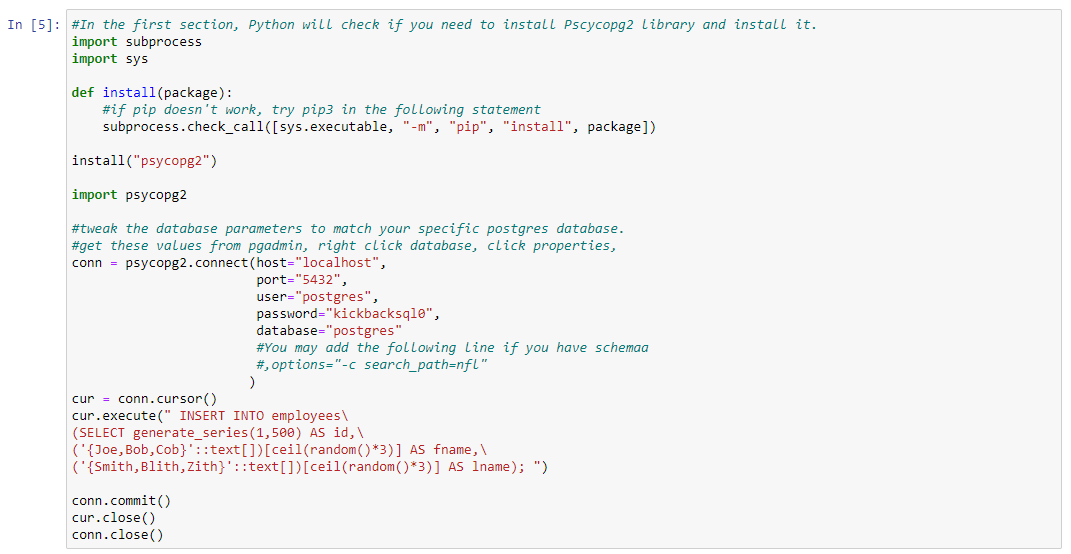 In [5]: #In the first section, Python will check if you need to install Pscycopg2 library and install it.
import subprocess
import sys

def install(package):
    #if pip doesn't work, try pip3 in the following statement
    subprocess.check_call([sys.executable, "-m", "pip", "install", package])

install("psycopg2")

import psycopg2

#tweak the database parameters to match your specific postgres database.
#get these values from pgadmin, right click database, click properties,
conn = psycopg2.connect(host="localhost",
                        port="5432",
                        user="postgres",
                        password="kickbacksql0",
                        database="postgres"
                        #You may add the following line if you have schemaa
                        #,options="-c search_path=nfl"
                       )
cur = conn.cursor()
cur.execute(" INSERT INTO employees\
(SELECT generate_series(1,500) AS id,\
('{Joe,Bob,Cob}'::text[])[ceil(random()*3)] AS fname,\
('{Smith,Blith,Zith}'::text[])[ceil(random()*3)] AS lname); ")

conn.commit()
cur.close()
conn.close()